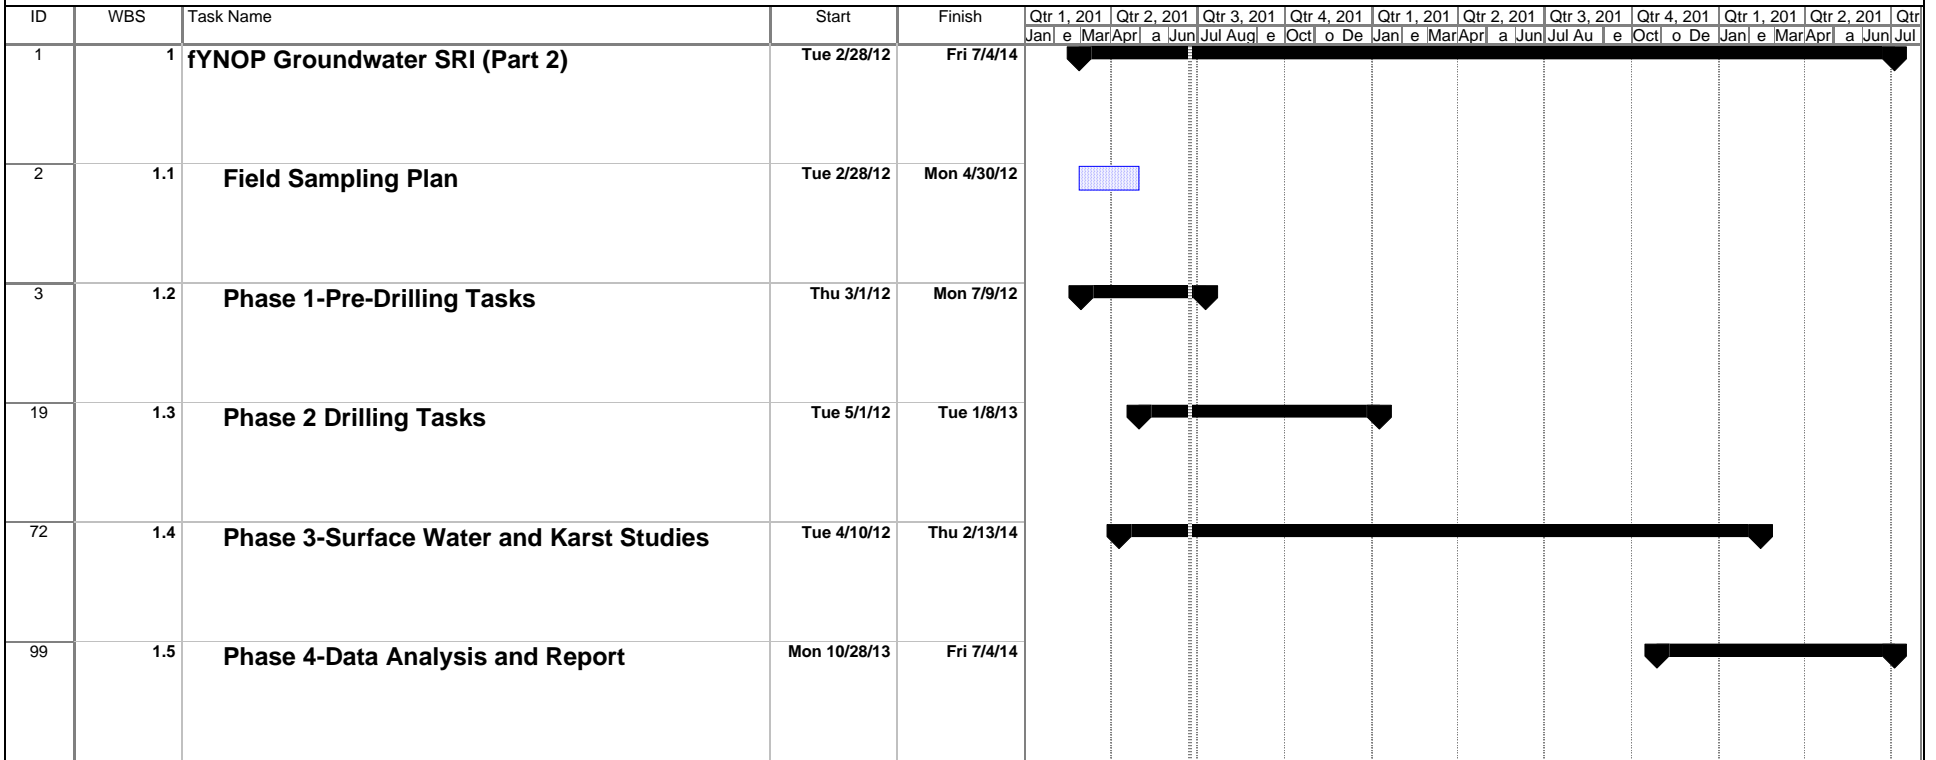 ID WBS Task Name Start Finish Qtr 1, 201 Qtr 2, 201 Qtr 3, 201 Qtr 4, 201 Qtr 1, 201 Qtr 2, 201 Qtr 3, 201 Qtr 4, 201 Qtr 1, 201 Qtr 2, 201 Qtr
Jan e Mar Apr a Jun Jul Aug e Oct o De Jan e Mar Apr a Jun Jul Au e Oct o De Jan e Mar Apr a Jun Jul
1 1 fYNOP Groundwater SRI (Part 2) Tue 2/28/12 Fri 7/4/14
2 1.1 Field Sampling Plan Tue 2/28/12 Mon 4/30/12
3 1.2 Phase 1-Pre-Drilling Tasks Thu 3/1/12 Mon 7/9/12
19 1.3 Phase 2 Drilling Tasks Tue 5/1/12 Tue 1/8/13
72 1.4 Phase 3-Surface Water and Karst Studies Tue 4/10/12 Thu 2/13/14
99 1.5 Phase 4-Data Analysis and Report Mon 10/28/13 Fri 7/4/14